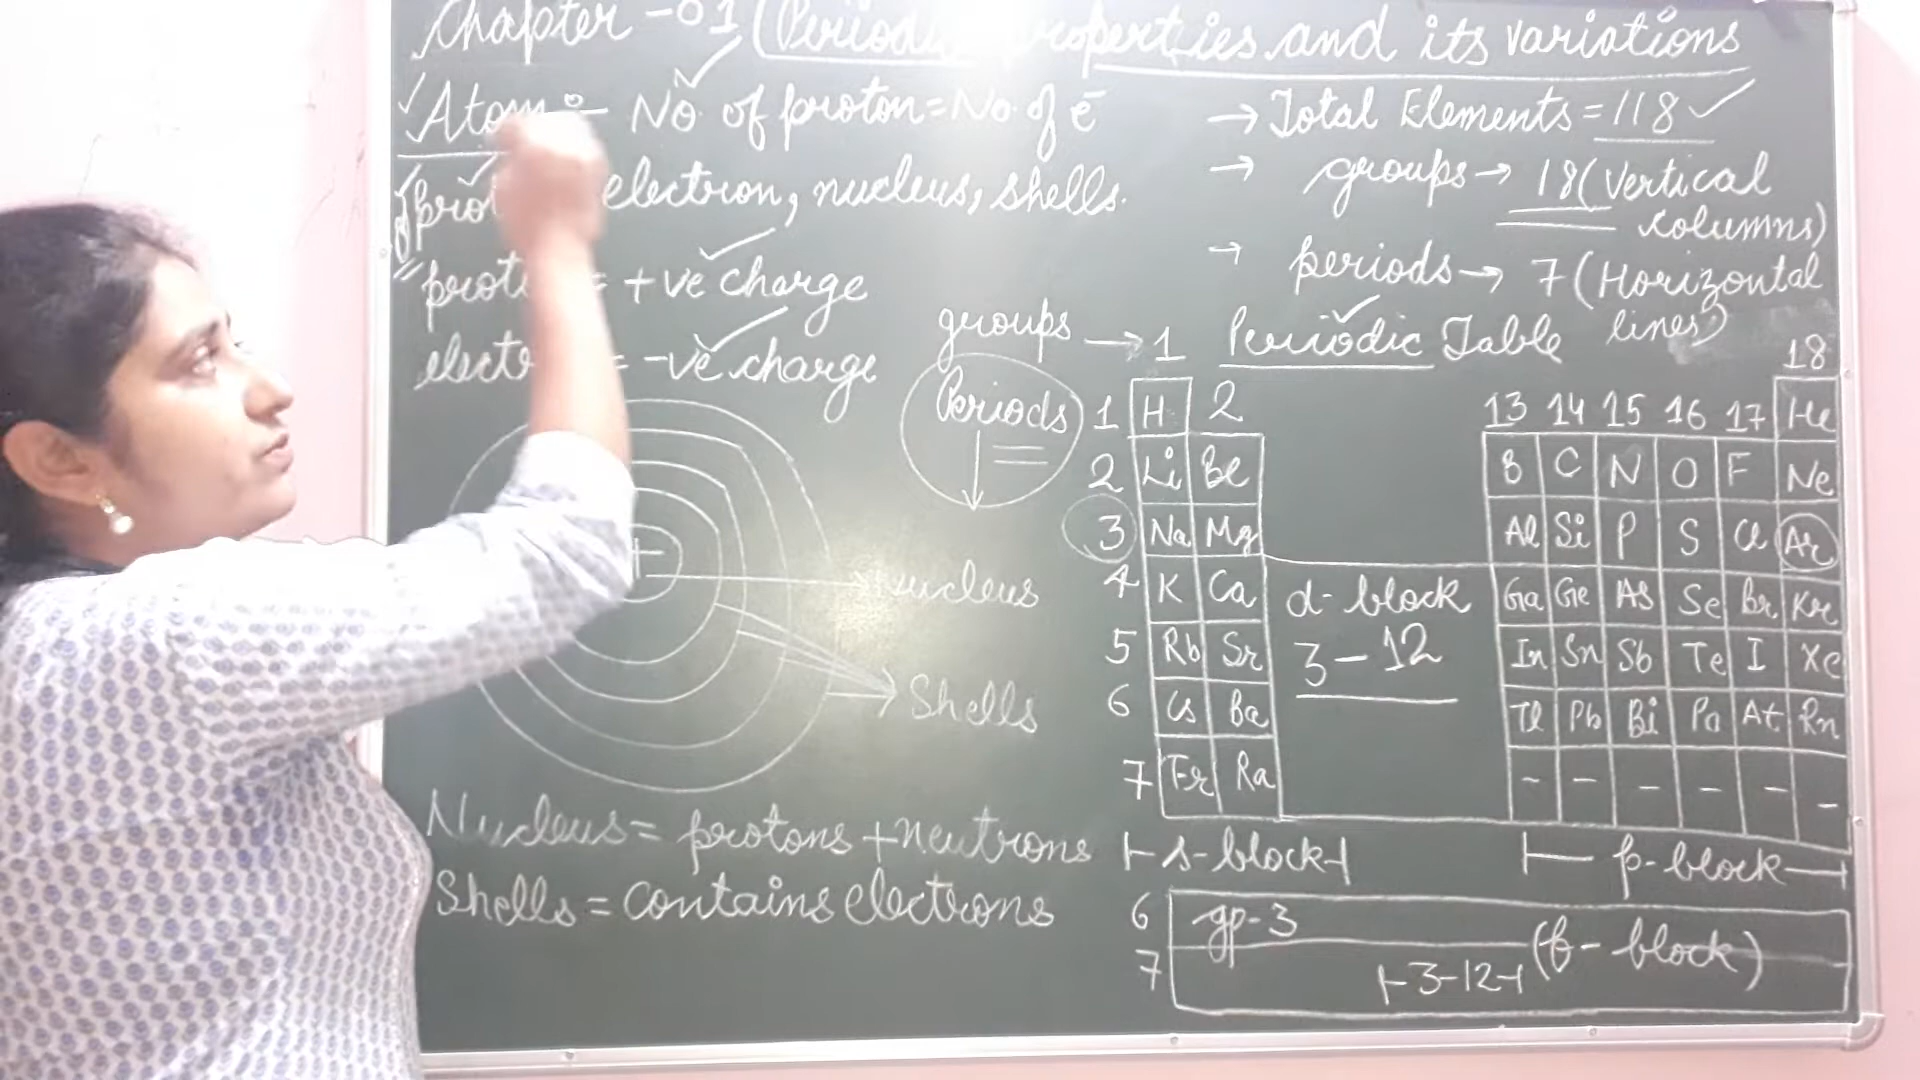 Chapter -01 (Periodic Properties and its variations
Atom :- No. of proton = No. of e-
electron, nucleus, shells.
= +ve charge
= -ve charge
nucleus
Shells
Nucleus = protons + neutrons
Shells = contains electrons
→ Total Elements = 118
→ groups → 18 (Vertical
columns)
→ periods → 7 (Horizontal
lines)
groups → 1 Periodic Table 18
Periods 1 H 2 13 14 15 16 17 He
2 Li Be B C N O F Ne
3 Na Mg Al Si P S Cl Ar
4 K Ca d-block Ga Ge As Se Br Kr
5 Rb Sr 3-12 In Sn Sb Te I Xe
6 Cs Ba Tl Pb Bi Po At Rn
7 Fr Ra - - - - - -
s-block p-block
6 gp-3
7 3-12 (f-block)